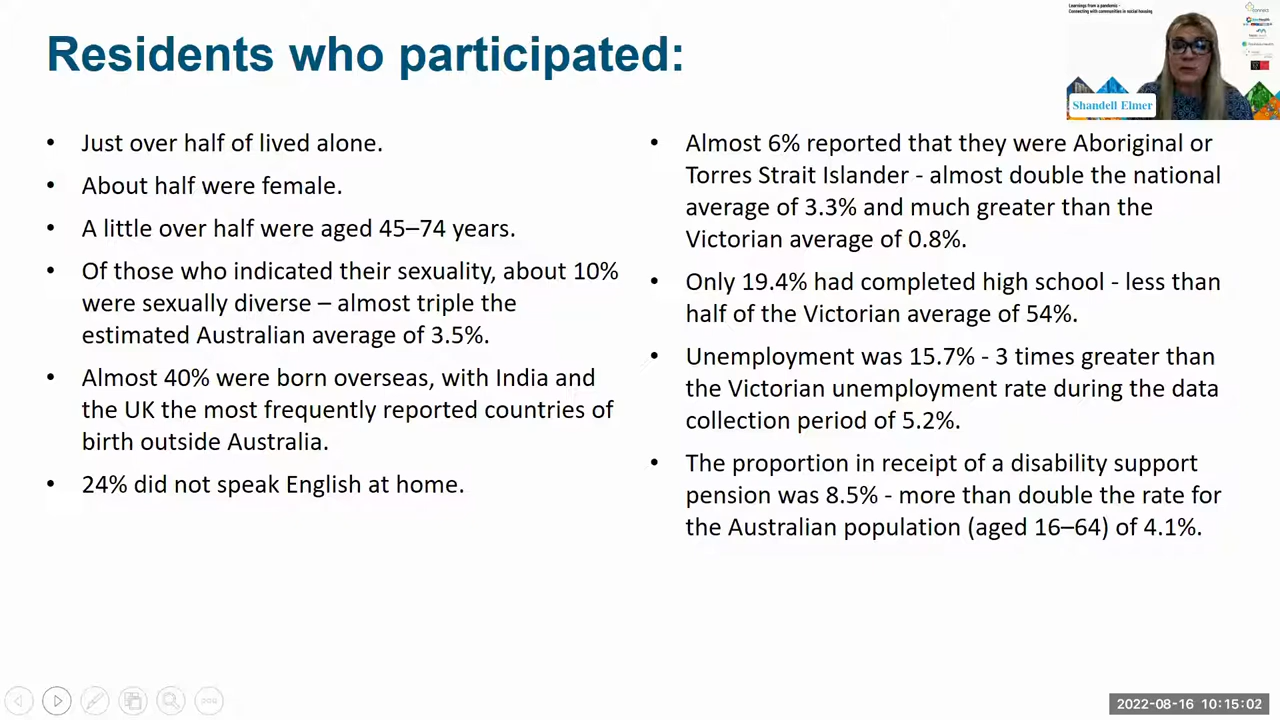 Learnings from a pandemic -
Connecting with communities in social housing
Residents who participated:
Shandell Elmer
• Just over half of lived alone.
• About half were female.
• A little over half were aged 45–74 years.
• Of those who indicated their sexuality, about 10%
were sexually diverse – almost triple the
estimated Australian average of 3.5%.
• Almost 40% were born overseas, with India and
the UK the most frequently reported countries of
birth outside Australia.
• 24% did not speak English at home.
• Almost 6% reported that they were Aboriginal or
Torres Strait Islander - almost double the national
average of 3.3% and much greater than the
Victorian average of 0.8%.
• Only 19.4% had completed high school - less than
half of the Victorian average of 54%.
• Unemployment was 15.7% - 3 times greater than
the Victorian unemployment rate during the data
collection period of 5.2%.
• The proportion in receipt of a disability support
pension was 8.5% - more than double the rate for
the Australian population (aged 16–64) of 4.1%.
2022-08-16 10:15:02